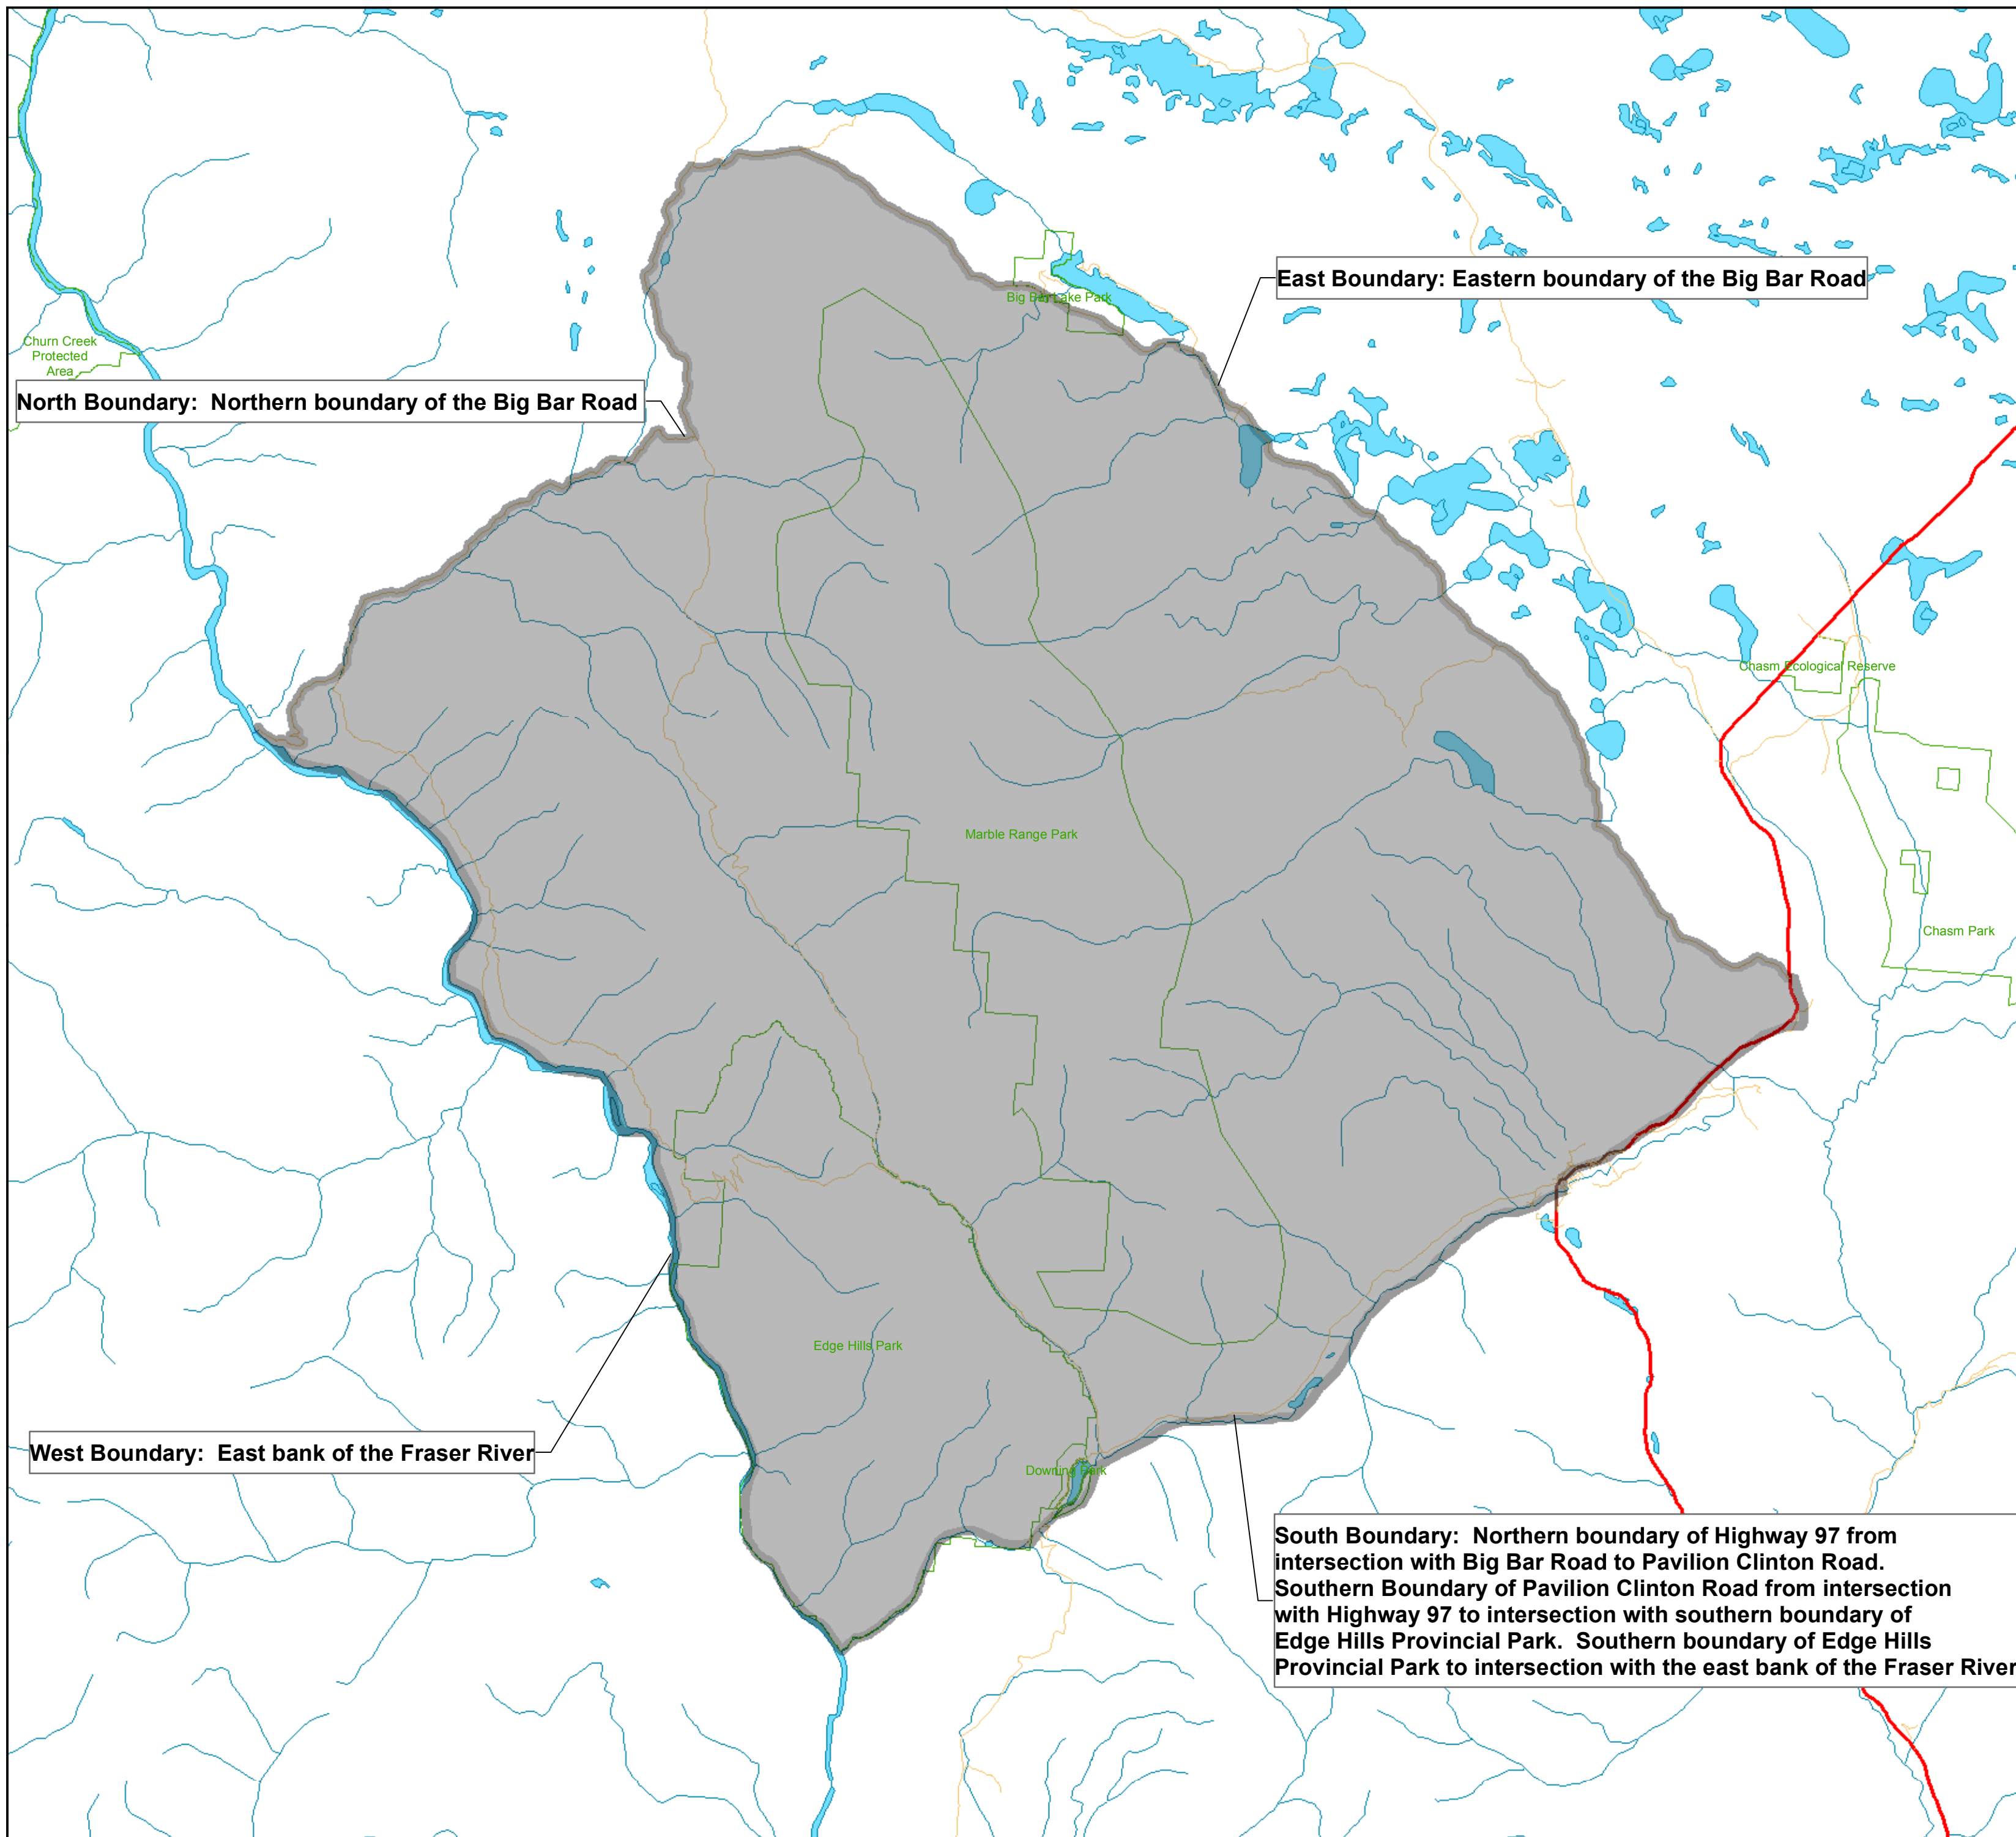 East Boundary: Eastern boundary of the Big Bar Road
Big Bar Lake Park
Churn Creek
Protected
Area
North Boundary:  Northern boundary of the Big Bar Road
Chasm Ecological Reserve
Marble Range Park
Chasm Park
Edge Hills Park
West Boundary:  East bank of the Fraser River
Downing Park
South Boundary:  Northern boundary of Highway 97 from
intersection with Big Bar Road to Pavilion Clinton Road.
Southern Boundary of Pavilion Clinton Road from intersection
with Highway 97 to intersection with southern boundary of
Edge Hills Provincial Park.  Southern boundary of Edge Hills
Provincial Park to intersection with the east bank of the Fraser River